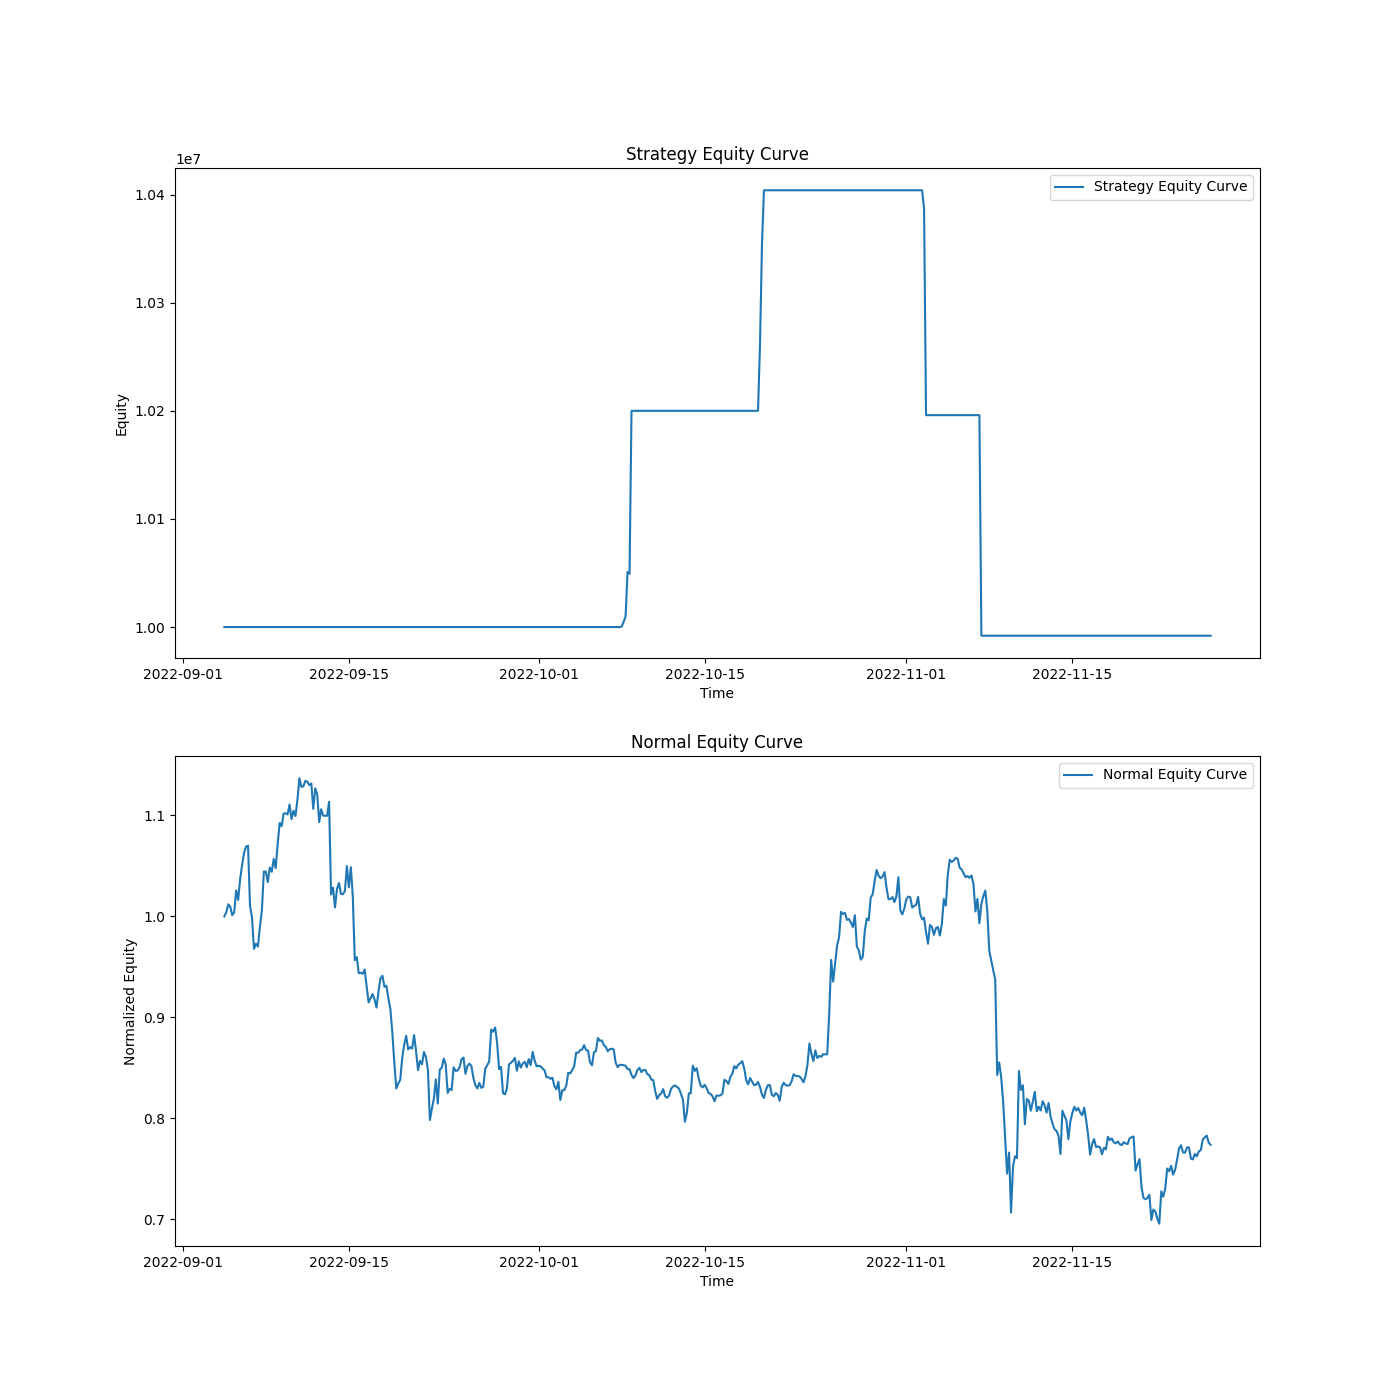 Strategy Equity Curve
1e7
Strategy Equity Curve
1.04
1.03
1.02
1.01
1.00
Equity
2022-09-01 2022-09-15 2022-10-01 2022-10-15 2022-11-01 2022-11-15
Time
Normal Equity Curve
Normal Equity Curve
1.1
1.0
0.9
0.8
0.7
Normalized Equity
2022-09-01 2022-09-15 2022-10-01 2022-10-15 2022-11-01 2022-11-15
Time